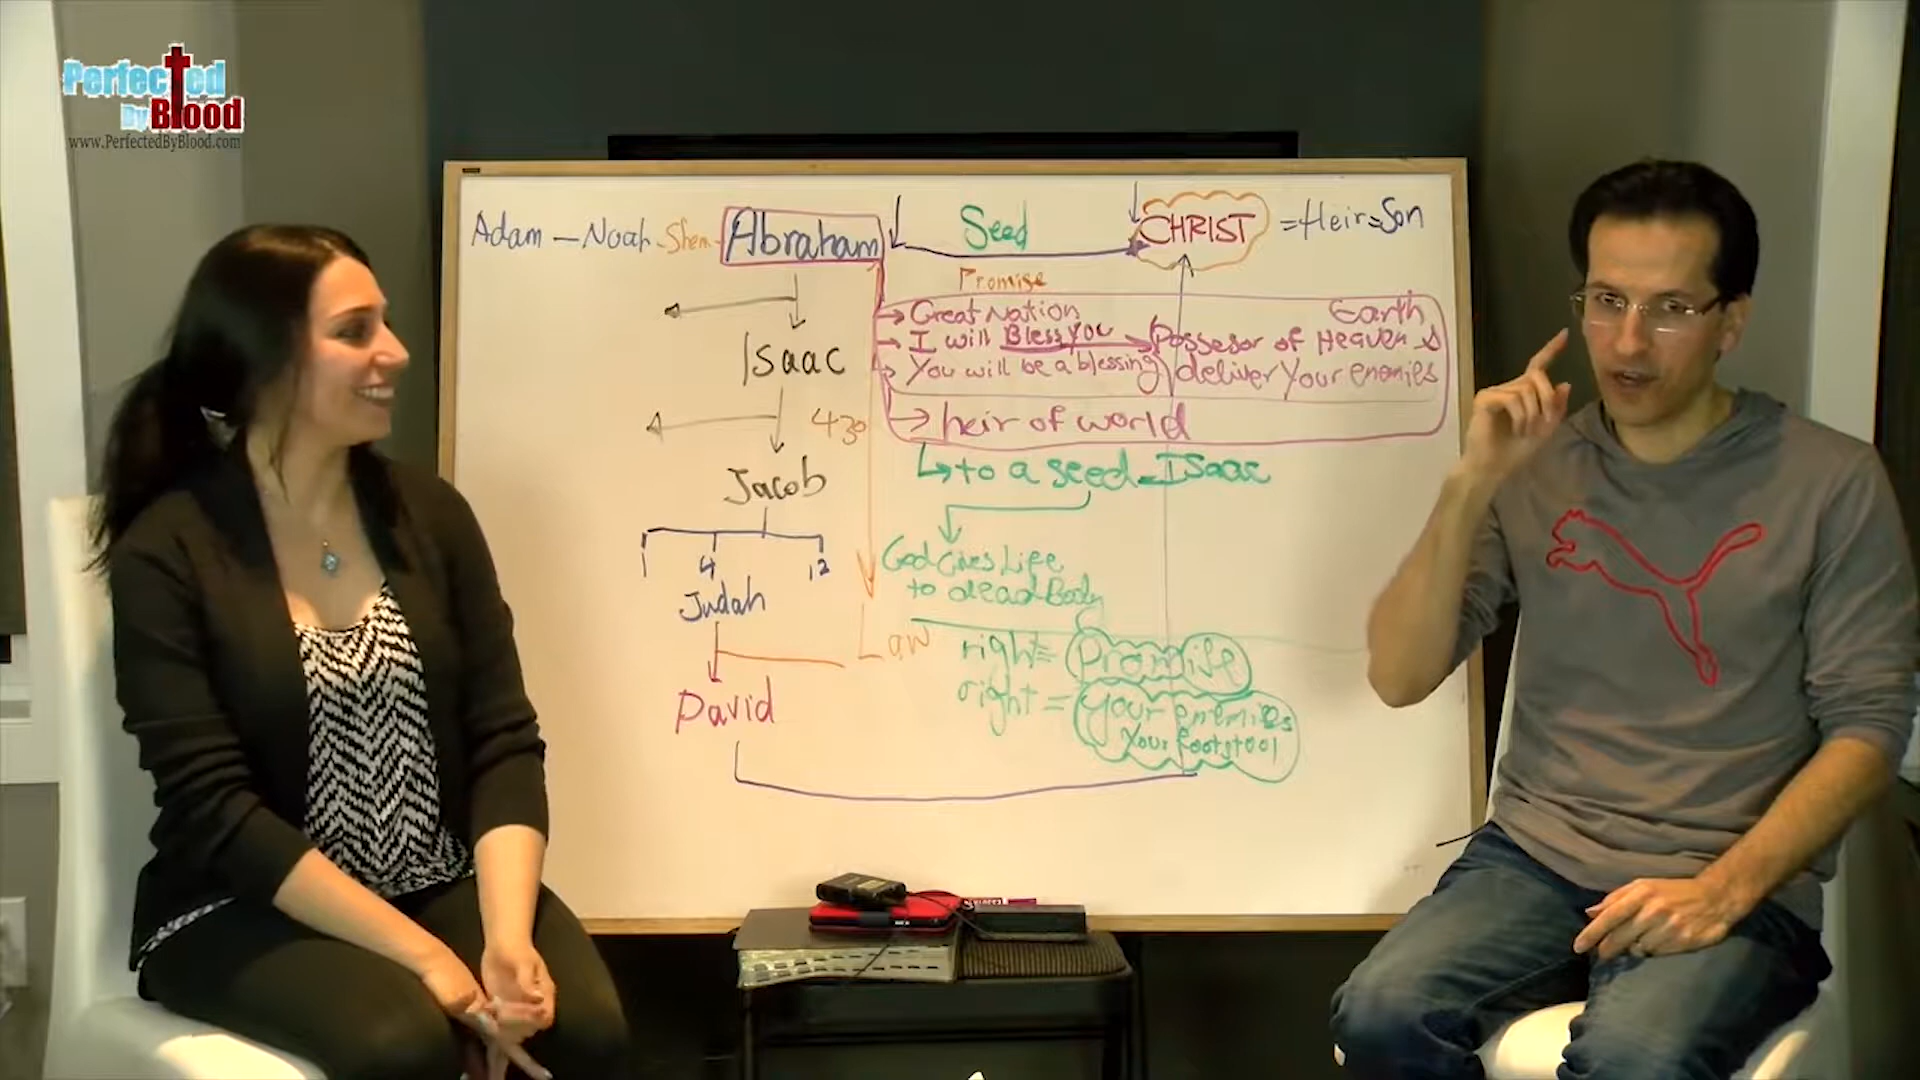 Perfected
By Blood
www.PerfectedByBlood.com
Adam - Noah - Shem - Abraham
Seed
CHRIST = Heir = Son
Promise
Great Nation
Earth
I will Bless You → Possesor of Heaven &
You will be a blessing
deliver your enemies
Isaac
430
→ heir of world
↳ to a seed - Isaac
Jacob
1 4 12
God Gives Life
to dead Body
Judah
Law
right = Promise
right = your enemies
your footstool
David